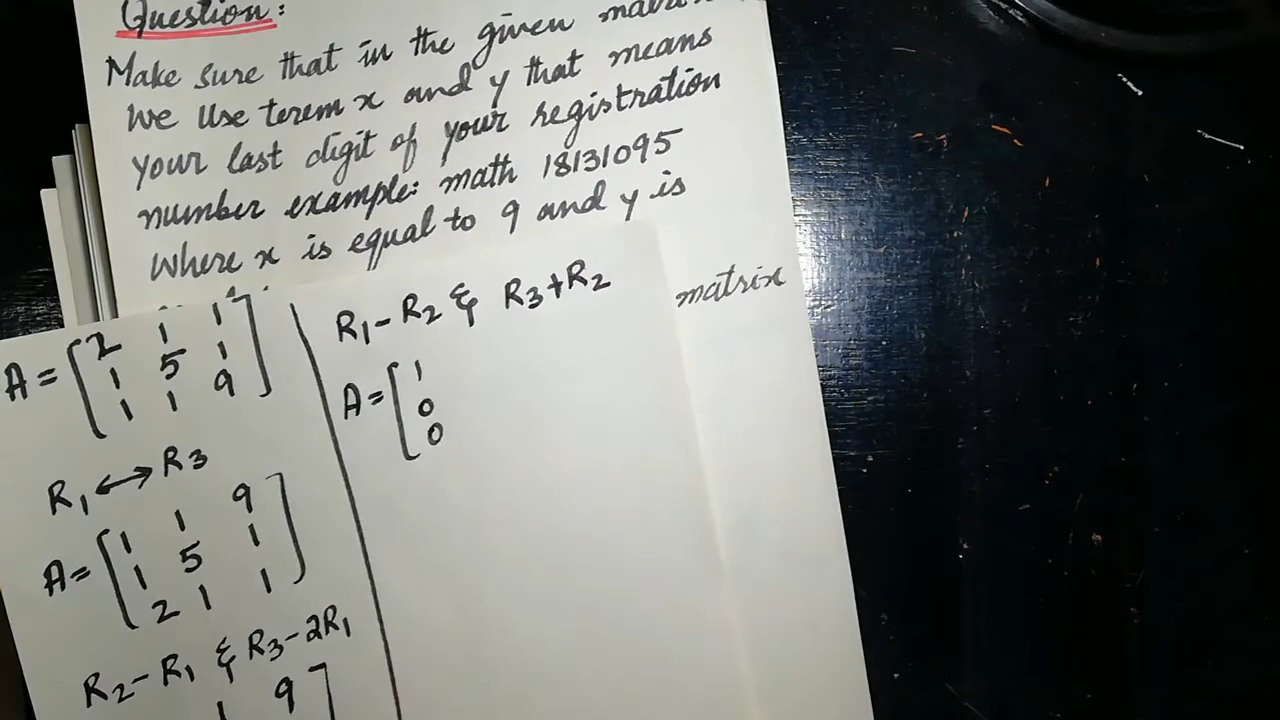 Question:
Make sure that in the given
we use terem x and y that means
your last digit of your registration
number example: math 18131095
where x is equal to 9 and y is
matrix
A = [2 1 1
1 5 1
1 1 9]
R1 ↔ R3
A = [1 1 9
1 5 1
2 1 1]
R2 - R1 & R3 - 2R1
1 9]
R1 - R2 & R3 + R2
A = [1
0
0